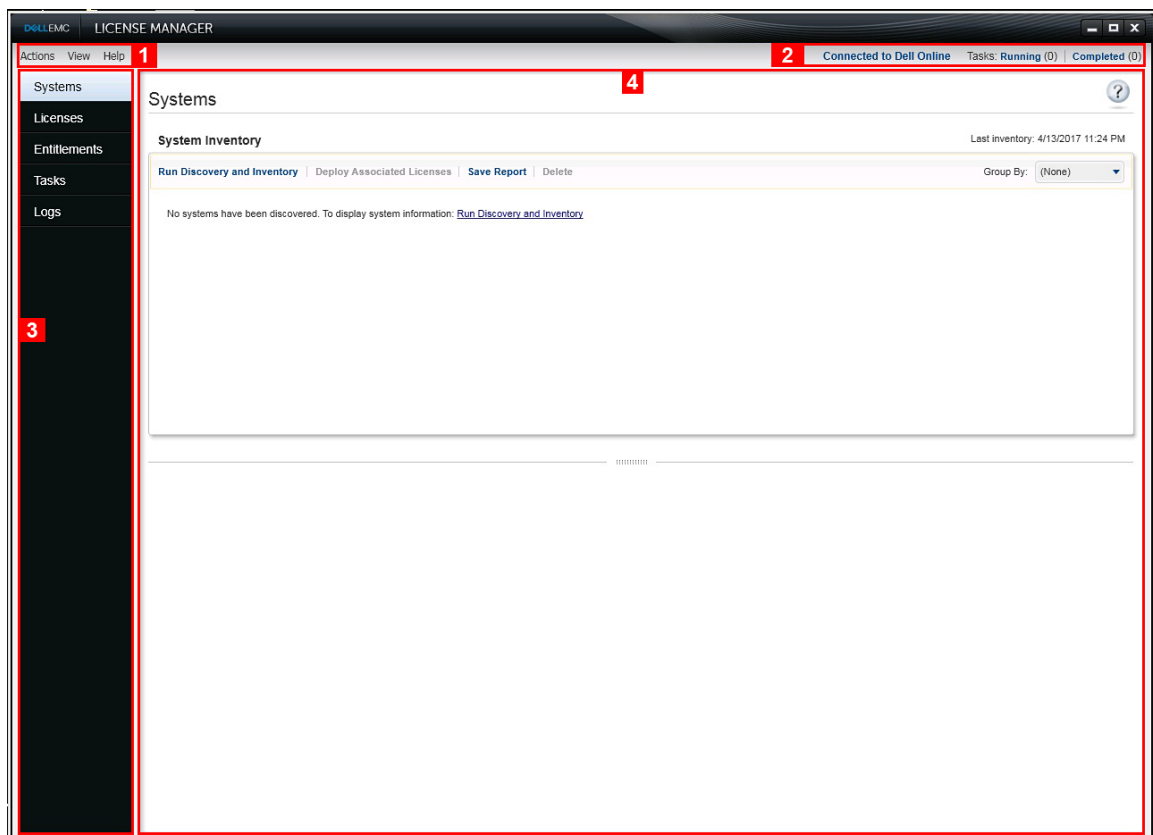 DELLEMC LICENSE MANAGER
Actions View Help 1 2 Connected to Dell Online Tasks: Running (0) | Completed (0)
4
Systems
Licenses
Entitlements
Tasks
Logs
3
Systems ?
System Inventory Last inventory: 4/13/2017 11:24 PM
Run Discovery and Inventory | Deploy Associated Licenses | Save Report | Delete Group By: (None)
No systems have been discovered. To display system information: Run Discovery and Inventory